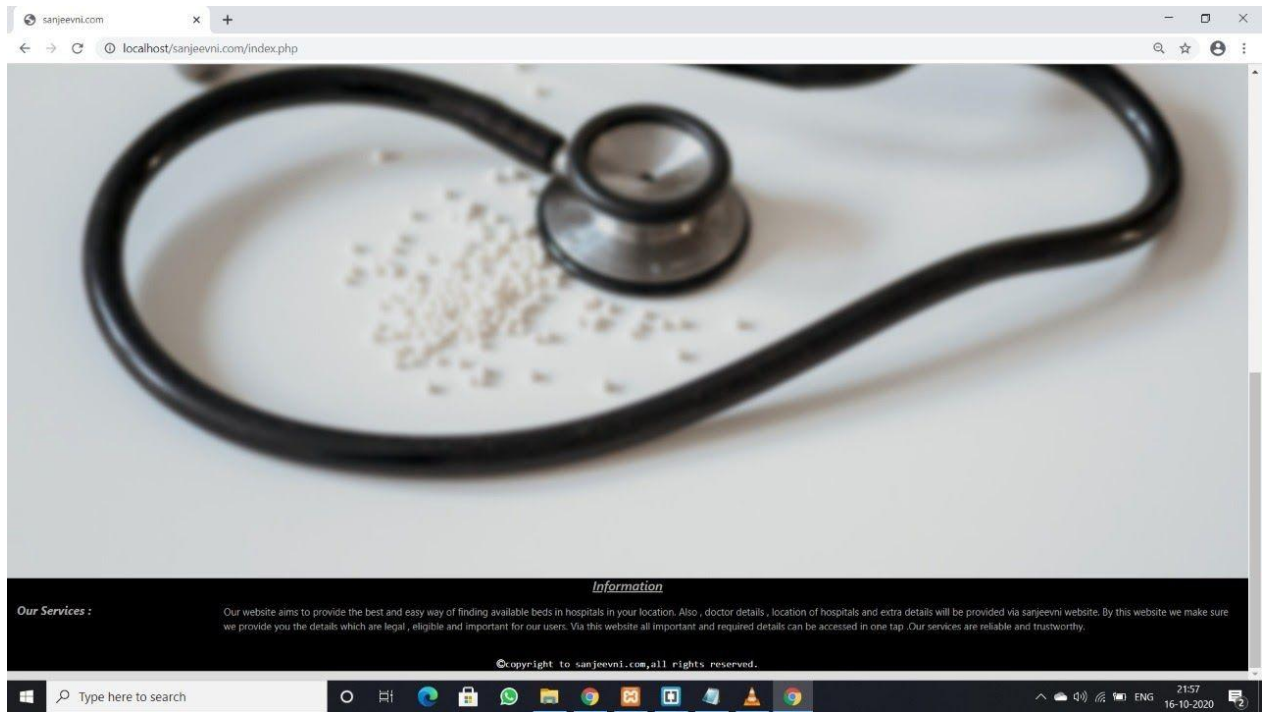 sanjeevni.com
localhost/sanjeevni.com/index.php
Information
Our Services :
Our website aims to provide the best and easy way of finding available beds in hospitals in your location. Also , doctor details , location of hospitals and extra details will be provided via sanjeevni website. By this website we make sure
we provide you the details which are legal , eligible and important for our users. Via this website all important and required details can be accessed in one tap .Our services are reliable and trustworthy.
©copyright to sanjeevni.com,all rights reserved.
Type here to search
ENG
21:57
16-10-2020
2